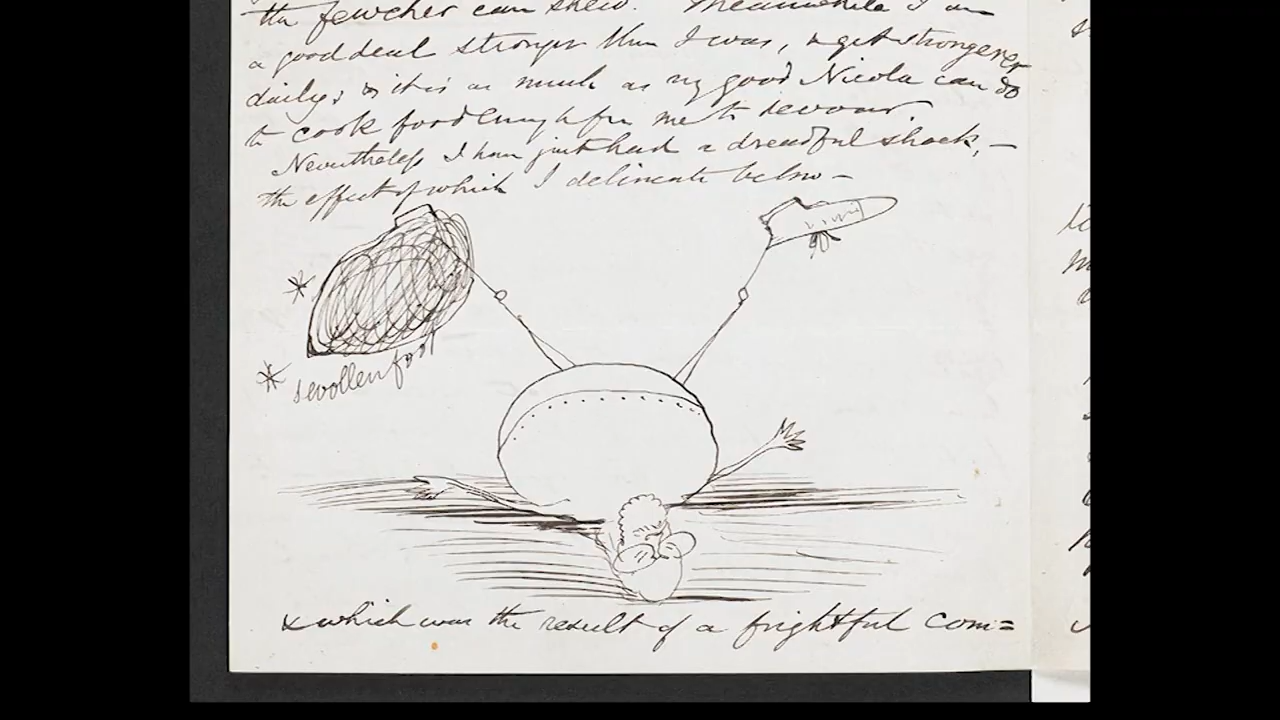 the fewcher can shew. Meanwhile I am
a good deal stronger than I was, & get strongerer
daily; & it is as much as my good Nicola can do
to cook food enough for me to devour.
Nevertheless I have just had a dreadful shock, —
the effect of which I delineate below —
*
* swollen foot
& which was the result of a frightful com=